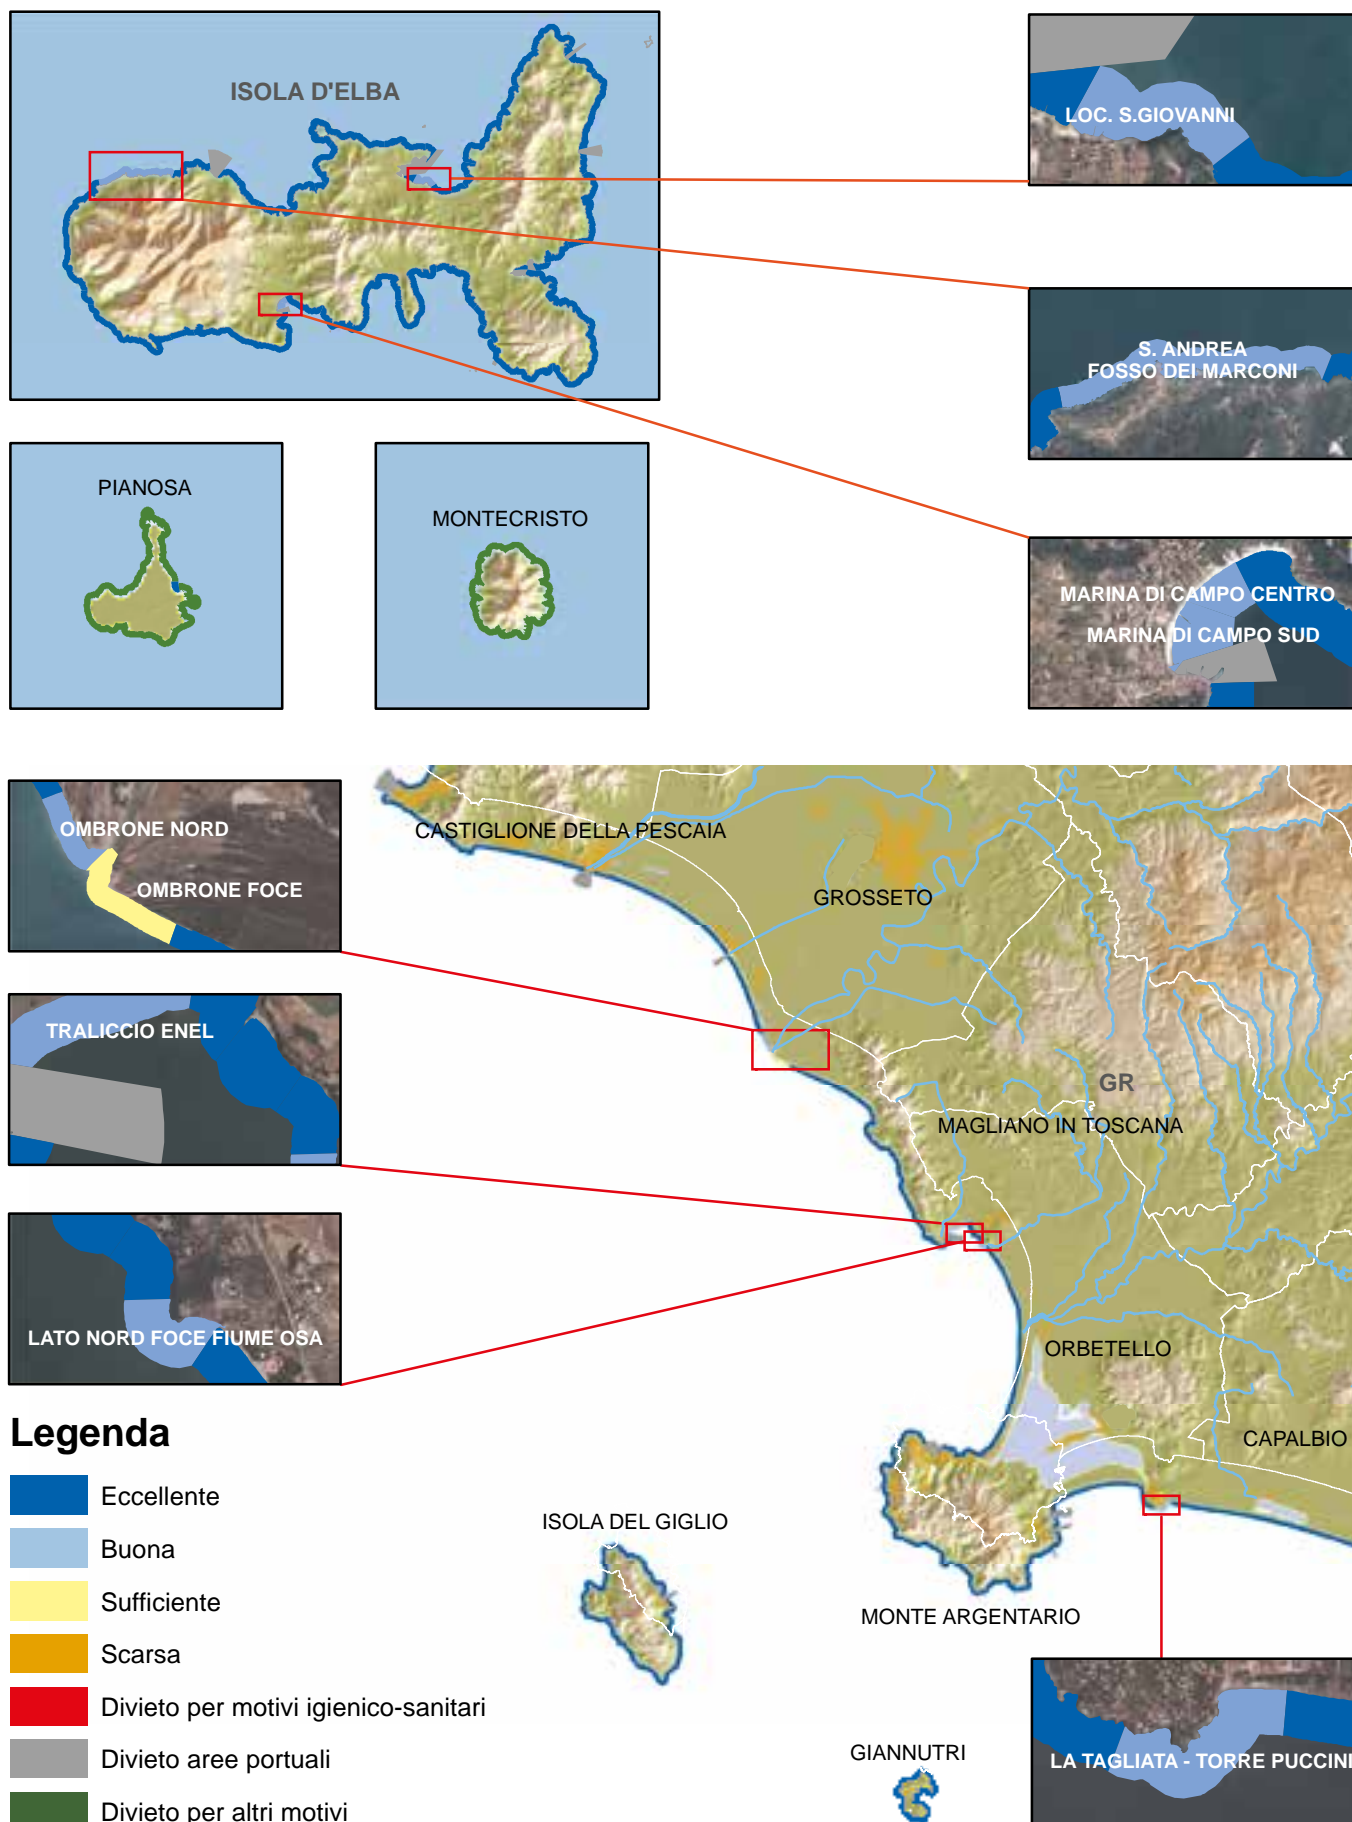 ISOLA D'ELBA
LOC. S.GIOVANNI
S. ANDREA
FOSSO DEI MARCONI
PIANOSA
MONTECRISTO
MARINA DI CAMPO CENTRO
MARINA DI CAMPO SUD
OMBRONE NORD
OMBRONE FOCE
CASTIGLIONE DELLA PESCAIA
GROSSETO
TRALICCIO ENEL
GR
MAGLIANO IN TOSCANA
LATO NORD FOCE FIUME OSA
ORBETELLO
CAPALBIO
Legenda
Eccellente
Buona
Sufficiente
Scarsa
Divieto per motivi igienico-sanitari
Divieto aree portuali
Divieto per altri motivi
ISOLA DEL GIGLIO
MONTE ARGENTARIO
GIANNUTRI
LA TAGLIATA - TORRE PUCCINI